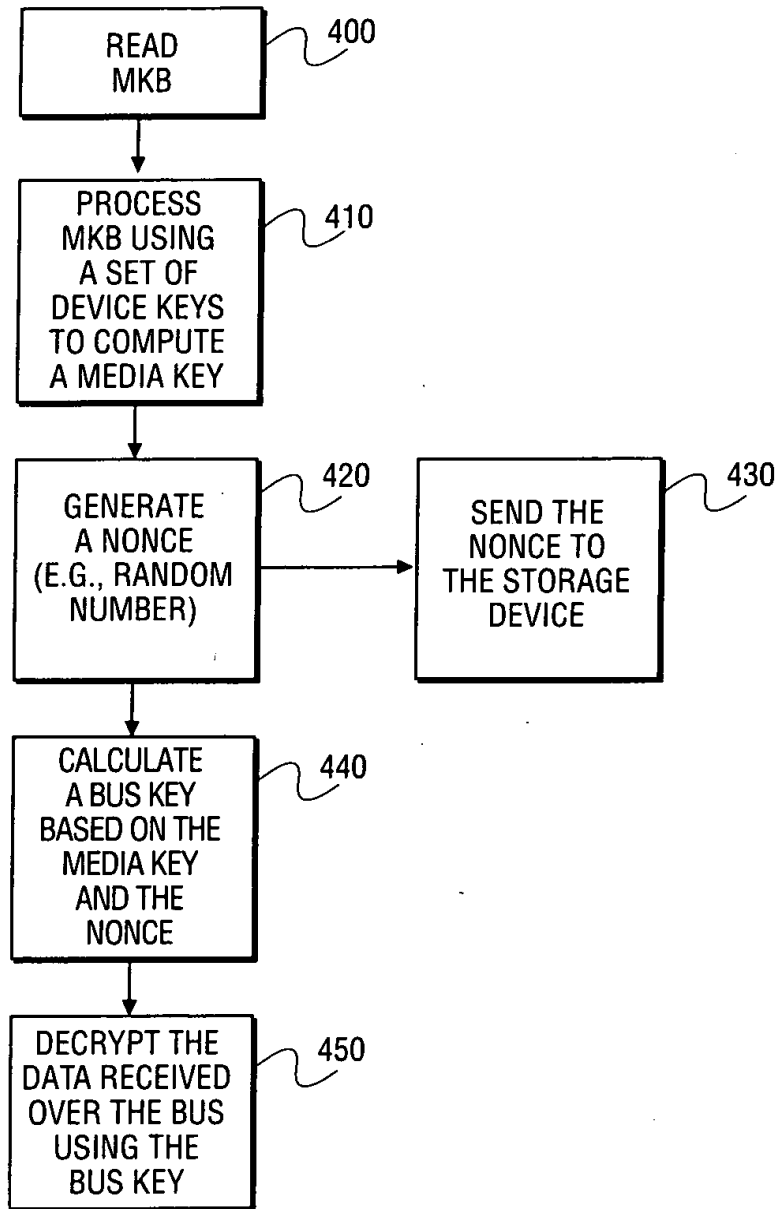 READ
MKB
400
PROCESS
MKB USING
A SET OF
DEVICE KEYS
TO COMPUTE
A MEDIA KEY
410
GENERATE
A NONCE
(E.G., RANDOM
NUMBER)
420
SEND THE
NONCE TO
THE STORAGE
DEVICE
430
CALCULATE
A BUS KEY
BASED ON THE
MEDIA KEY
AND THE
NONCE
440
DECRYPT THE
DATA RECEIVED
OVER THE BUS
USING THE
BUS KEY
450